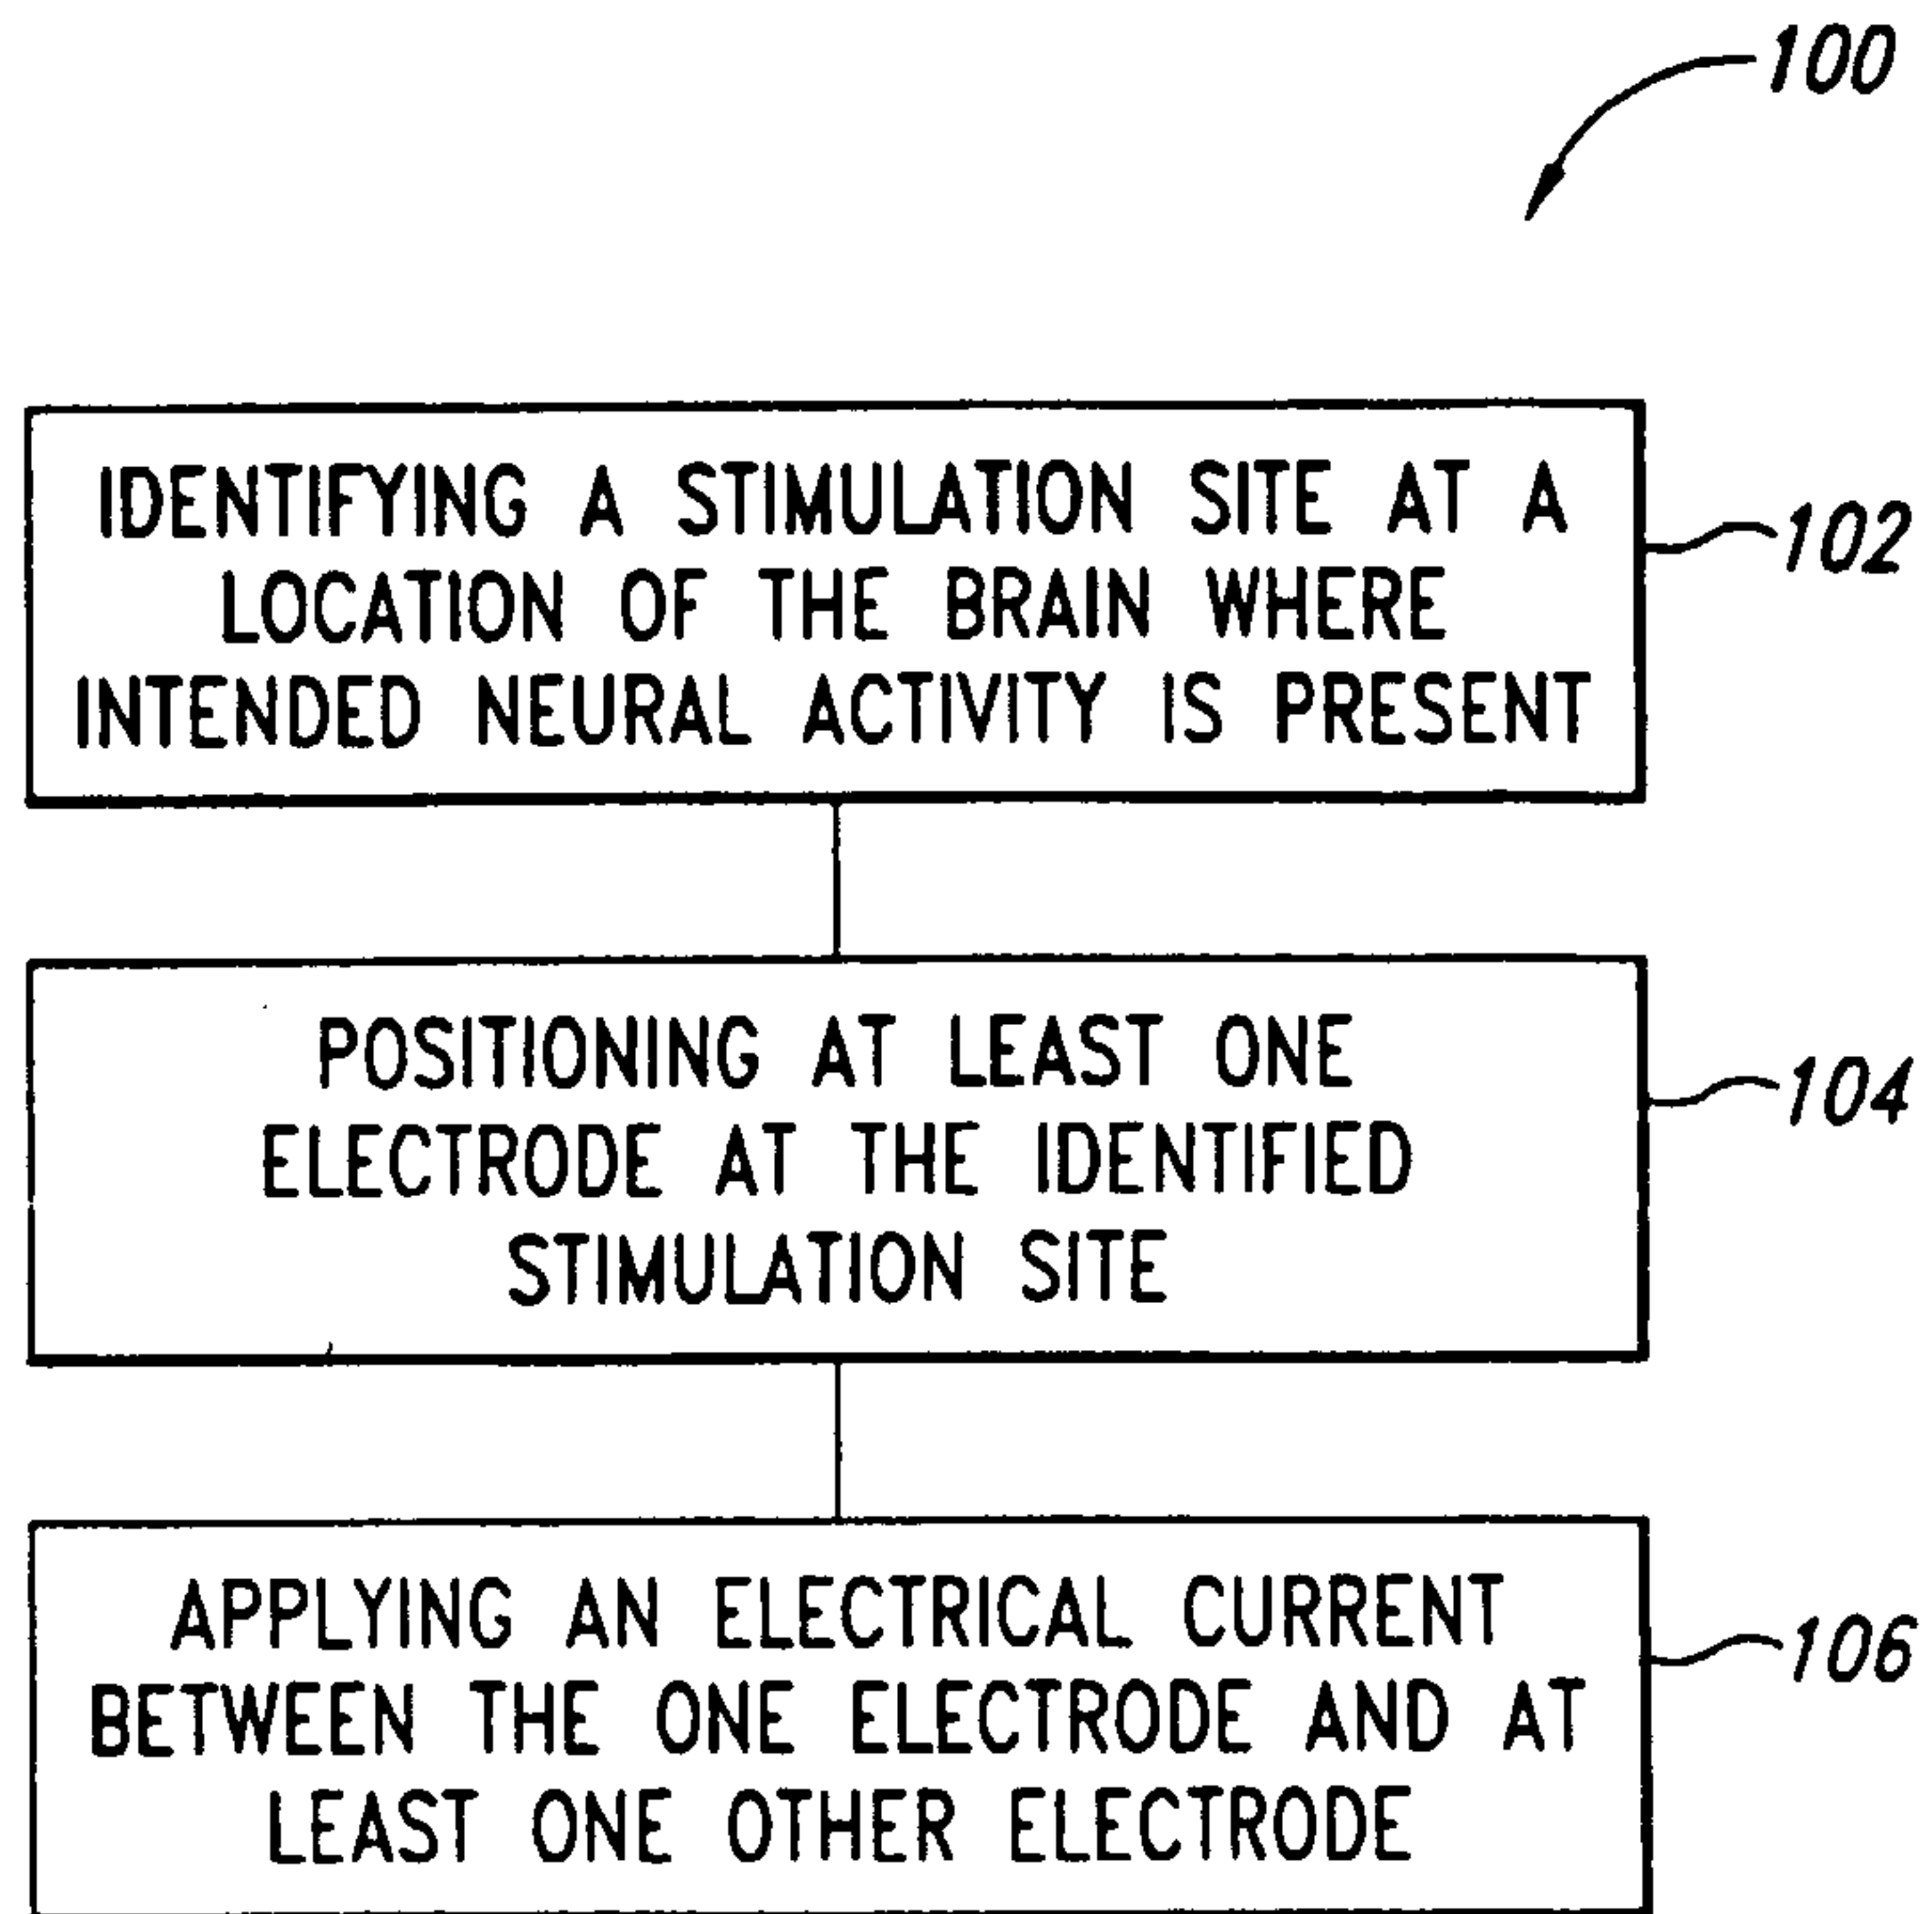 100
IDENTIFYING A STIMULATION SITE AT A
LOCATION OF THE BRAIN WHERE
INTENDED NEURAL ACTIVITY IS PRESENT
102
POSITIONING AT LEAST ONE
ELECTRODE AT THE IDENTIFIED
STIMULATION SITE
104
APPLYING AN ELECTRICAL CURRENT
BETWEEN THE ONE ELECTRODE AND AT
LEAST ONE OTHER ELECTRODE
106